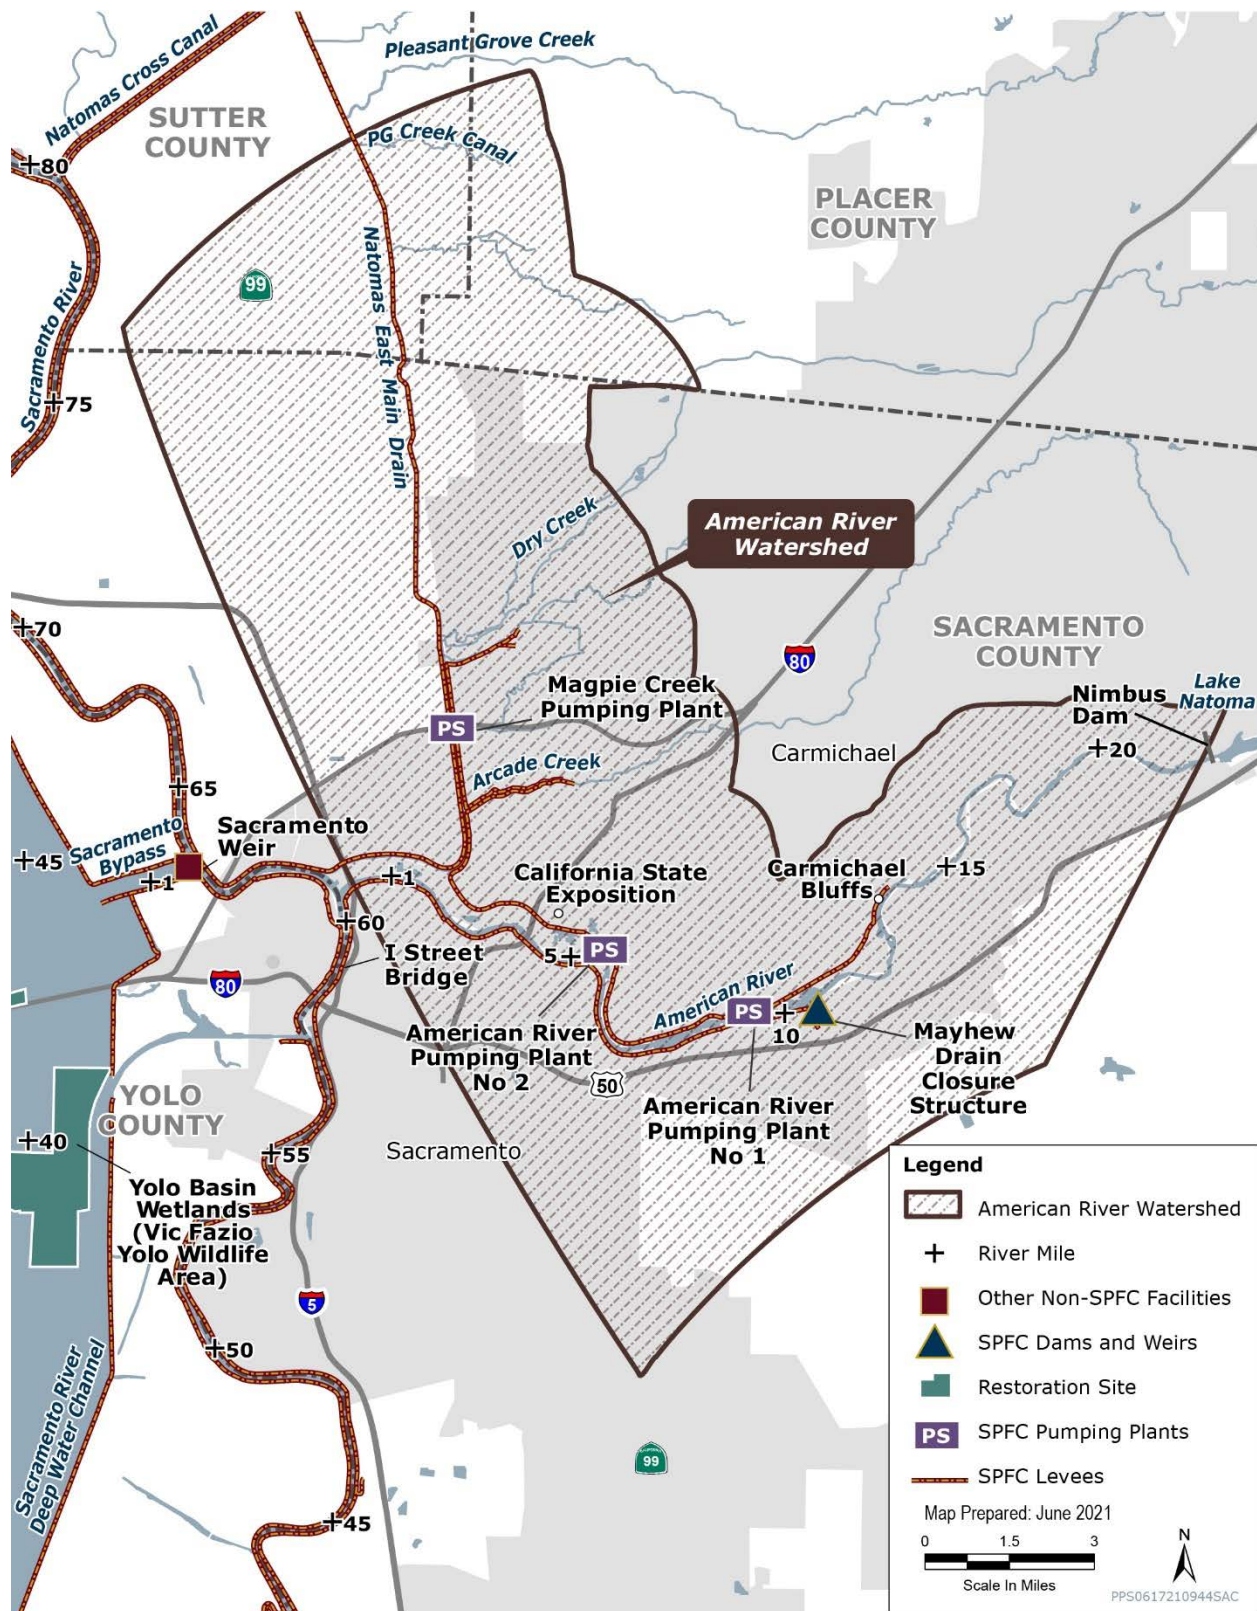 Pleasant Grove Creek
Natomas Cross Canal
SUTTER
COUNTY
PG Creek Canal
80
PLACER
COUNTY
99
Natomas East Main Drain
Sacramento River
75
Dry Creek
American River
Watershed
70
SACRAMENTO
COUNTY
80
Magpie Creek
Pumping Plant
PS
Nimbus
Dam
Lake
Natoma
20
Carmichael
Arcade Creek
65
Sacramento
Bypass
Sacramento
Weir
45
1
1
California State
Exposition
Carmichael
Bluffs
15
60
I Street
Bridge
5
PS
80
American River
American River
Pumping Plant
No 2
PS
10
Mayhew
Drain
Closure
Structure
50
American River
Pumping Plant
No 1
YOLO
COUNTY
40
55
Sacramento
Yolo Basin
Wetlands
(Vic Fazio
Yolo Wildlife
Area)
5
50
Sacramento River
Deep Water Channel
99
45
Legend
American River Watershed
River Mile
Other Non-SPFC Facilities
SPFC Dams and Weirs
Restoration Site
PS SPFC Pumping Plants
SPFC Levees
Map Prepared: June 2021
0 1.5 3
Scale In Miles
N
PPS0617210944SAC